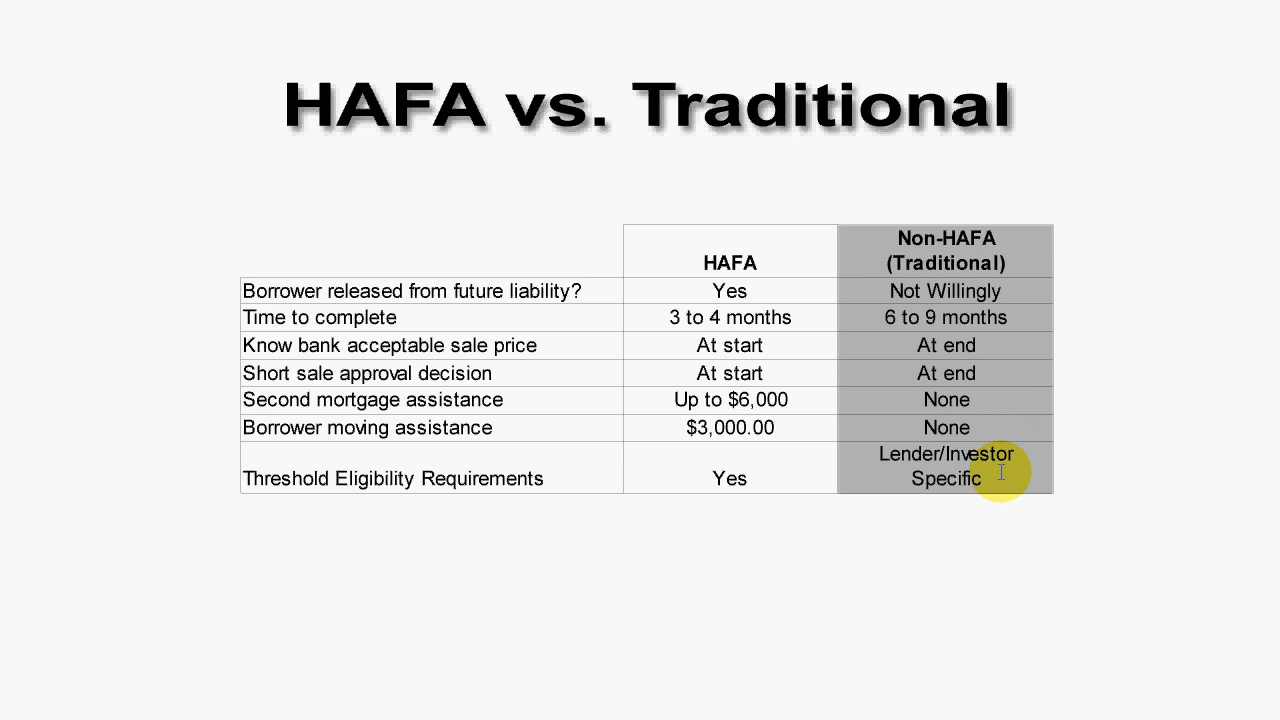 HAFA vs. Traditional
HAFA
Non-HAFA
(Traditional)
Borrower released from future liability? Yes Not Willingly
Time to complete 3 to 4 months 6 to 9 months
Know bank acceptable sale price At start At end
Short sale approval decision At start At end
Second mortgage assistance Up to $6,000 None
Borrower moving assistance $3,000.00 None
Threshold Eligibility Requirements Yes
Lender/Investor
Specific